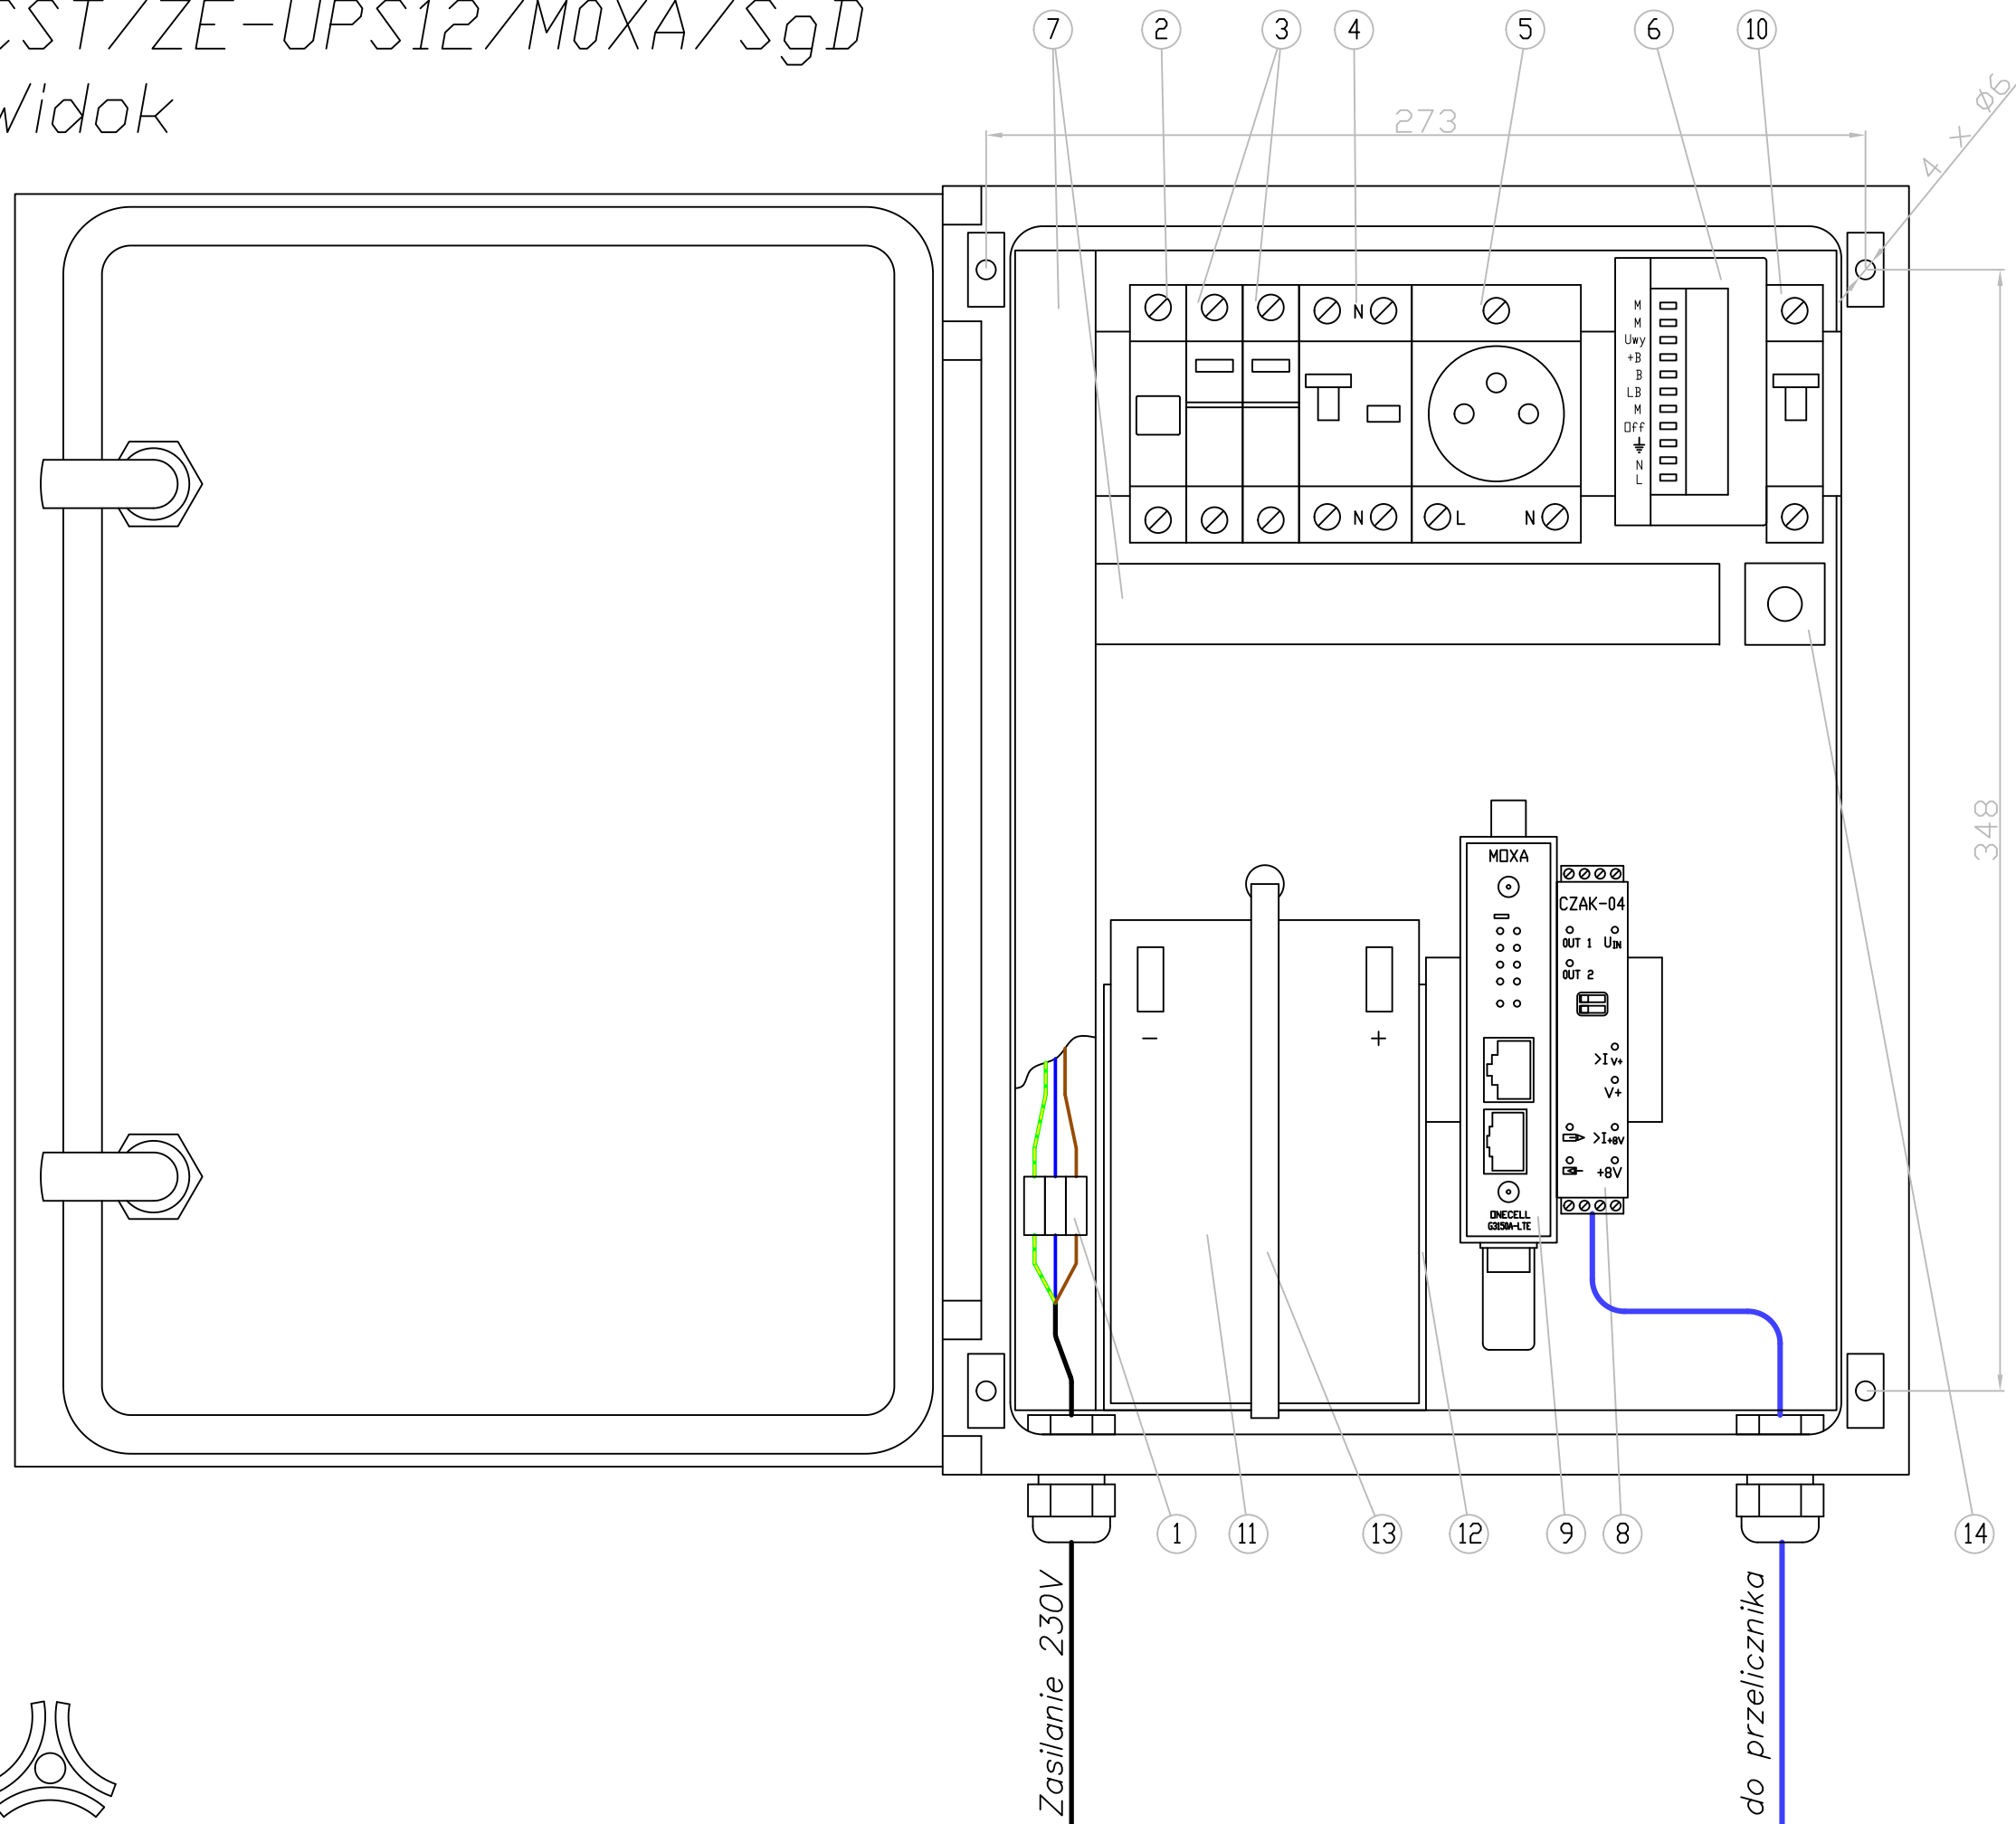 CST/ZE-UPS12/MOXA/SgD
Widok
7
2
3
4
5
6
10
273
4 x ø6
N
M
M
Uwy
+B
B
LB
M
Off
N
L
N
L
N
348
MOXA
CZAK-04
OUT 1 UIN
OUT 2
- +
>I V+
V+
>I+8V
+8V
ONECELL
G3150A-LTE
1
11
13
12
9
8
14
Zasilanie 230V
do przelicznika